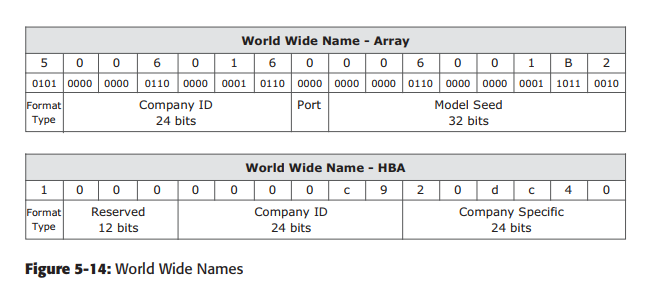 World Wide Name - Array
5 0 0 6 0 1 6 0 0 0 6 0 0 1 B 2
0101 0000 0000 0110 0000 0001 0110 0000 0000 0000 0110 0000 0000 0001 1011 0010
Format Type Company ID 24 bits Port Model Seed 32 bits
World Wide Name - HBA
1 0 0 0 0 0 0 0 c 9 2 0 d c 4 0
Format Type Reserved 12 bits Company ID 24 bits Company Specific 24 bits
Figure 5-14: World Wide Names